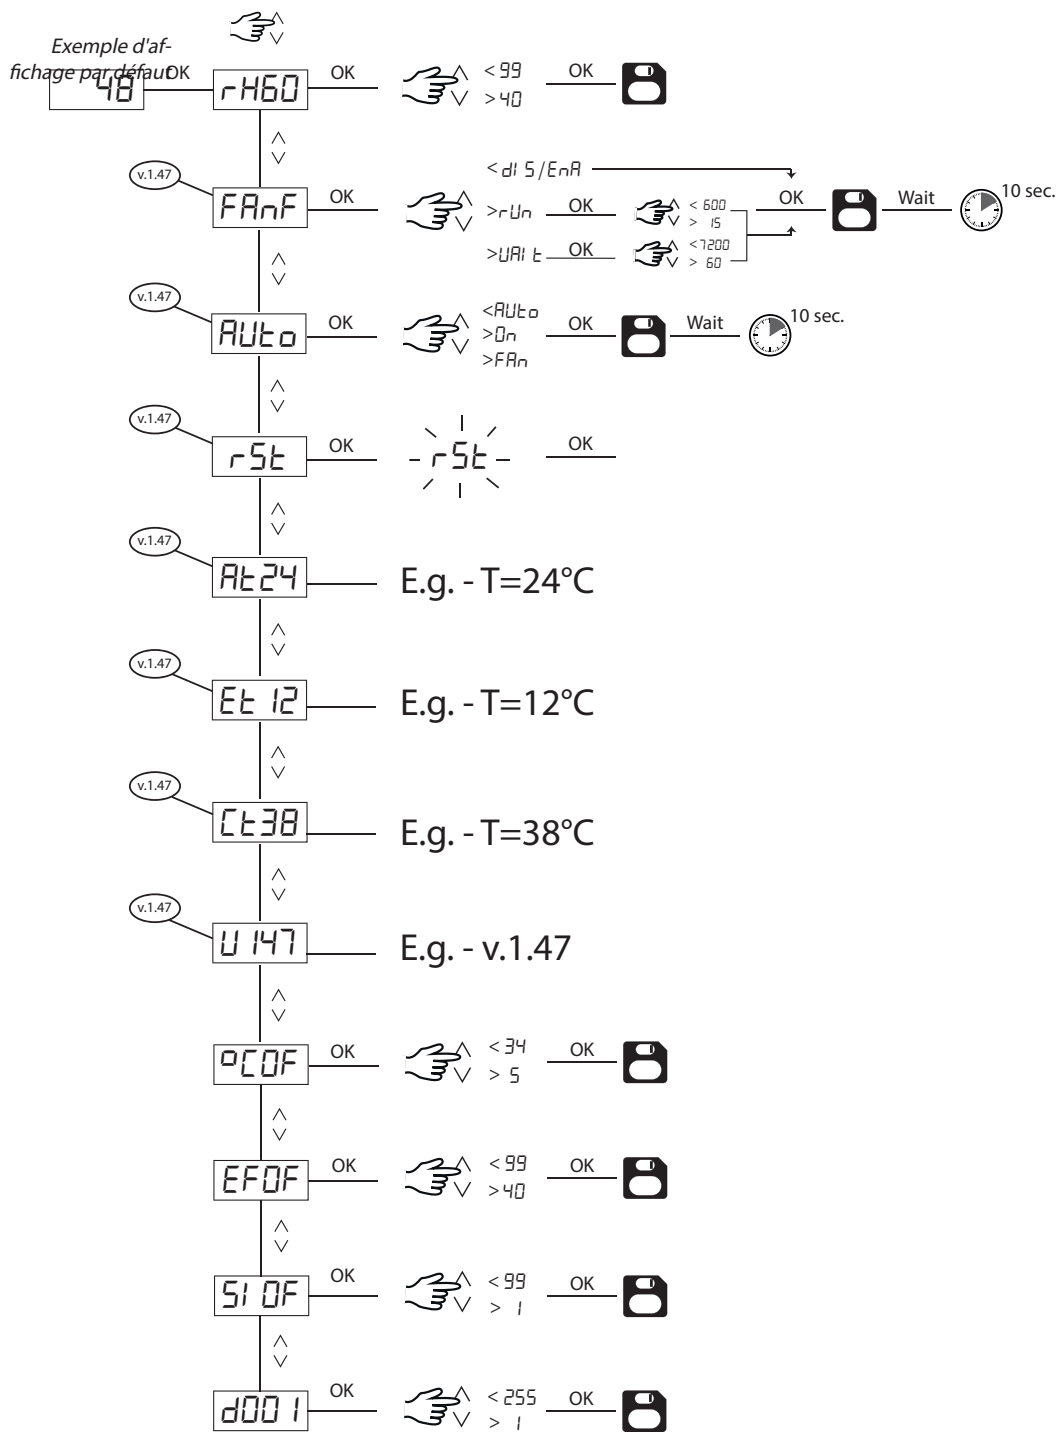 Exemple d'af-
fichage par défaut
48 OK rH60 OK < 99 OK
> 40
v.1.47
FAnF OK < dIS/EnA
>rUn OK < 600 OK Wait 10 sec.
> 15
>UAIt OK <7200
> 60
v.1.47
AUto OK <AUto OK Wait 10 sec.
>On
>FAn
v.1.47
rSt OK rSt OK
v.1.47
At24 E.g. - T=24°C
v.1.47
Et 12 E.g. - T=12°C
v.1.47
Ct38 E.g. - T=38°C
v.1.47
U 147 E.g. - v.1.47
°COF OK < 34 OK
> 5
EFOF OK < 99 OK
>40
SIOF OK < 99 OK
> 1
d001 OK < 255 OK
> 1